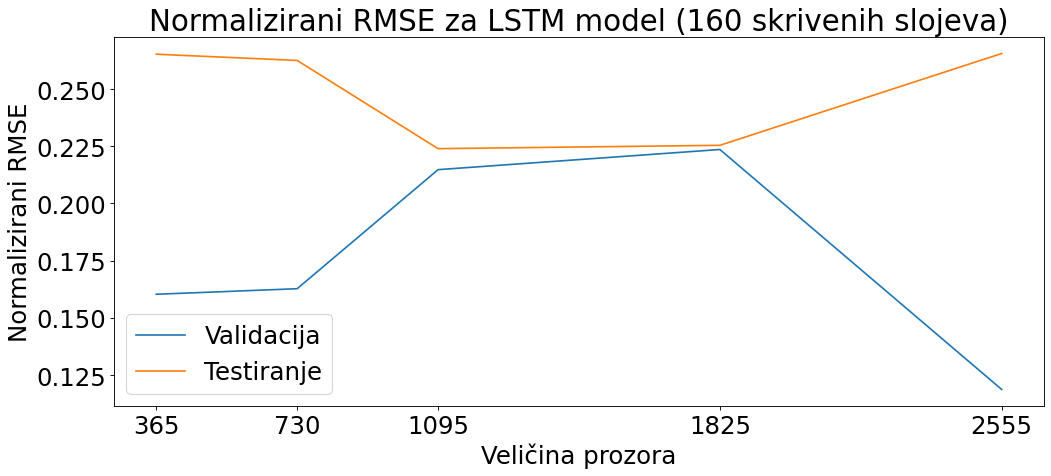 Normalizirani RMSE za LSTM model (160 skrivenih slojeva)
Normalizirani RMSE
0.250
0.225
0.200
0.175
0.150
0.125
Validacija
Testiranje
365 730 1095 1825 2555
Veličina prozora